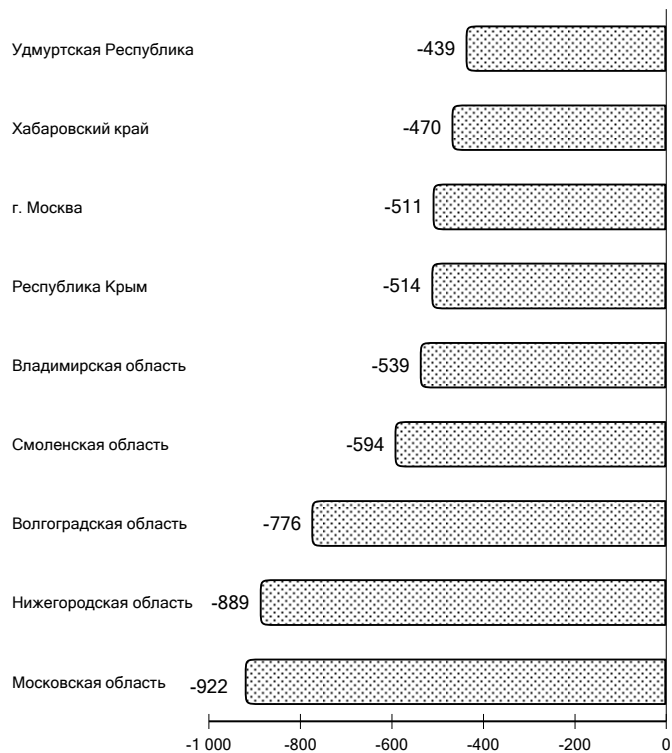 Удмуртская Республика -439
Хабаровский край -470
г. Москва -511
Республика Крым -514
Владимирская область -539
Смоленская область -594
Волгоградская область -776
Нижегородская область -889
Московская область -922
-1 000 -800 -600 -400 -200 0